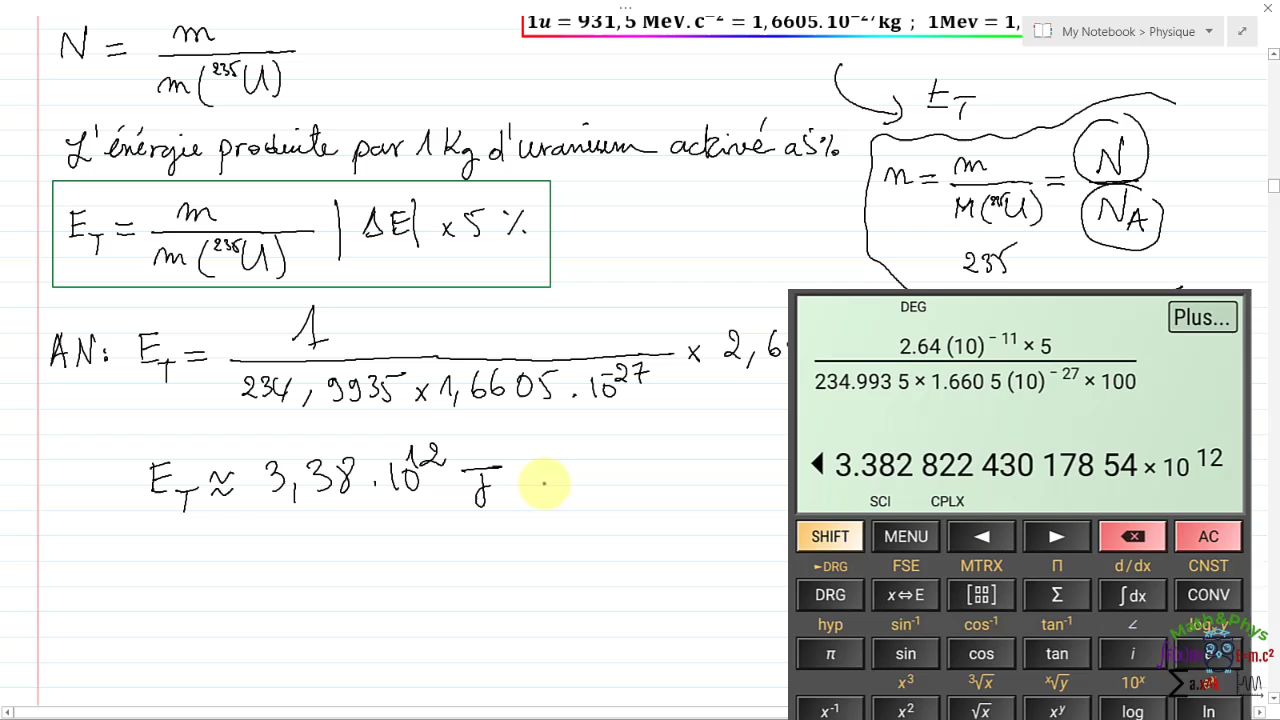 1u = 931,5 MeV.c⁻² = 1,6605.10⁻²⁷kg ; 1Mev = 1,
My Notebook > Physique
N = m / m(²³⁵U)
E_T
L'énergie produite par 1 Kg d'uranium activé à 5%
n = m / M(²³⁵U) = N / N_A
235
E_T = m / m(²³⁵U) |ΔE| × 5 %
AN: E_T = 1 / 234,9935 × 1,6605 . 10⁻²⁷ × 2,6
E_T ≈ 3,38 . 10¹² J
DEG
Plus...
2.64 (10)⁻¹¹ × 5
234.993 5 × 1.660 5 (10)⁻²⁷ × 100
3.382 822 430 178 54 × 10¹²
SCI CPLX
SHIFT MENU ◀ ▶ ⌫ AC
►DRG FSE MTRX Π d/dx CNST
DRG x⇔E Σ ∫dx CONV
hyp sin⁻¹ cos⁻¹ tan⁻¹ ∠
π sin cos tan i
x³ ³√x ˣ√y 10ˣ
x⁻¹ x² √x xʸ log ln
Math&Phys
E=m.c²